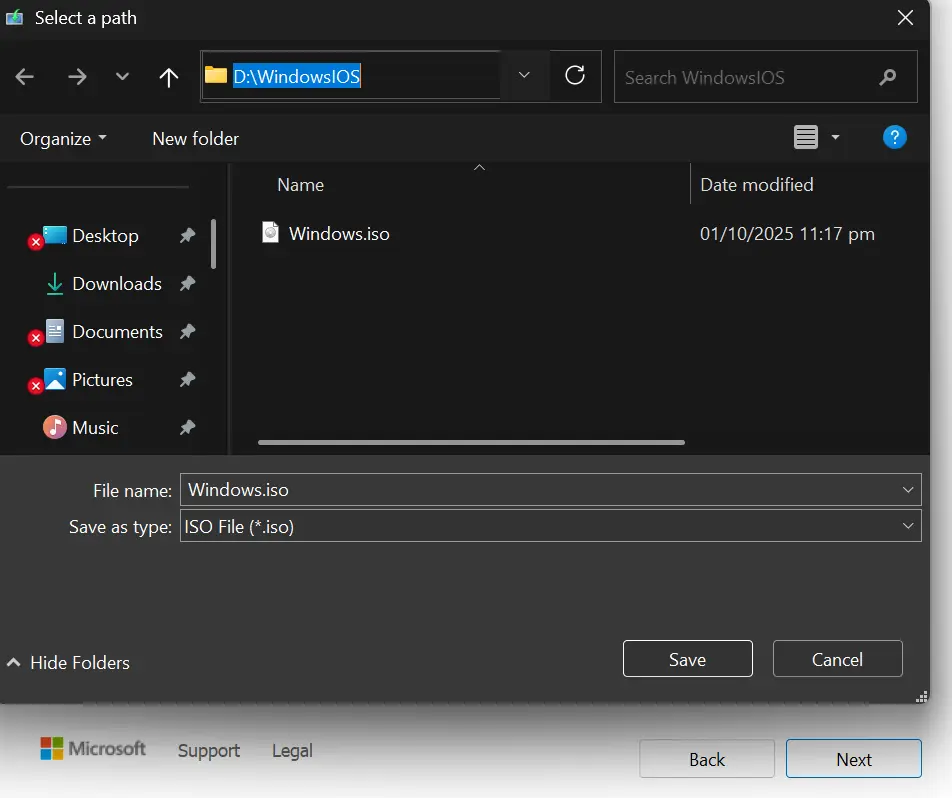 Select a path
D:\WindowsIOS
Search WindowsIOS
Organize
New folder
?
Name
Date modified
Desktop
Windows.iso
01/10/2025 11:17 pm
Downloads
Documents
Pictures
Music
File name:
Windows.iso
Save as type:
ISO File (*.iso)
Hide Folders
Save
Cancel
Microsoft
Support
Legal
Back
Next